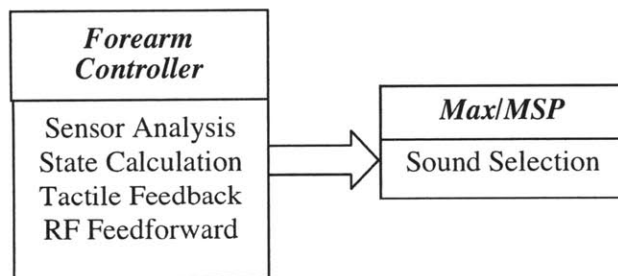 Forearm
Controller
Sensor Analysis
State Calculation
Tactile Feedback
RF Feedforward
Max/MSP
Sound Selection